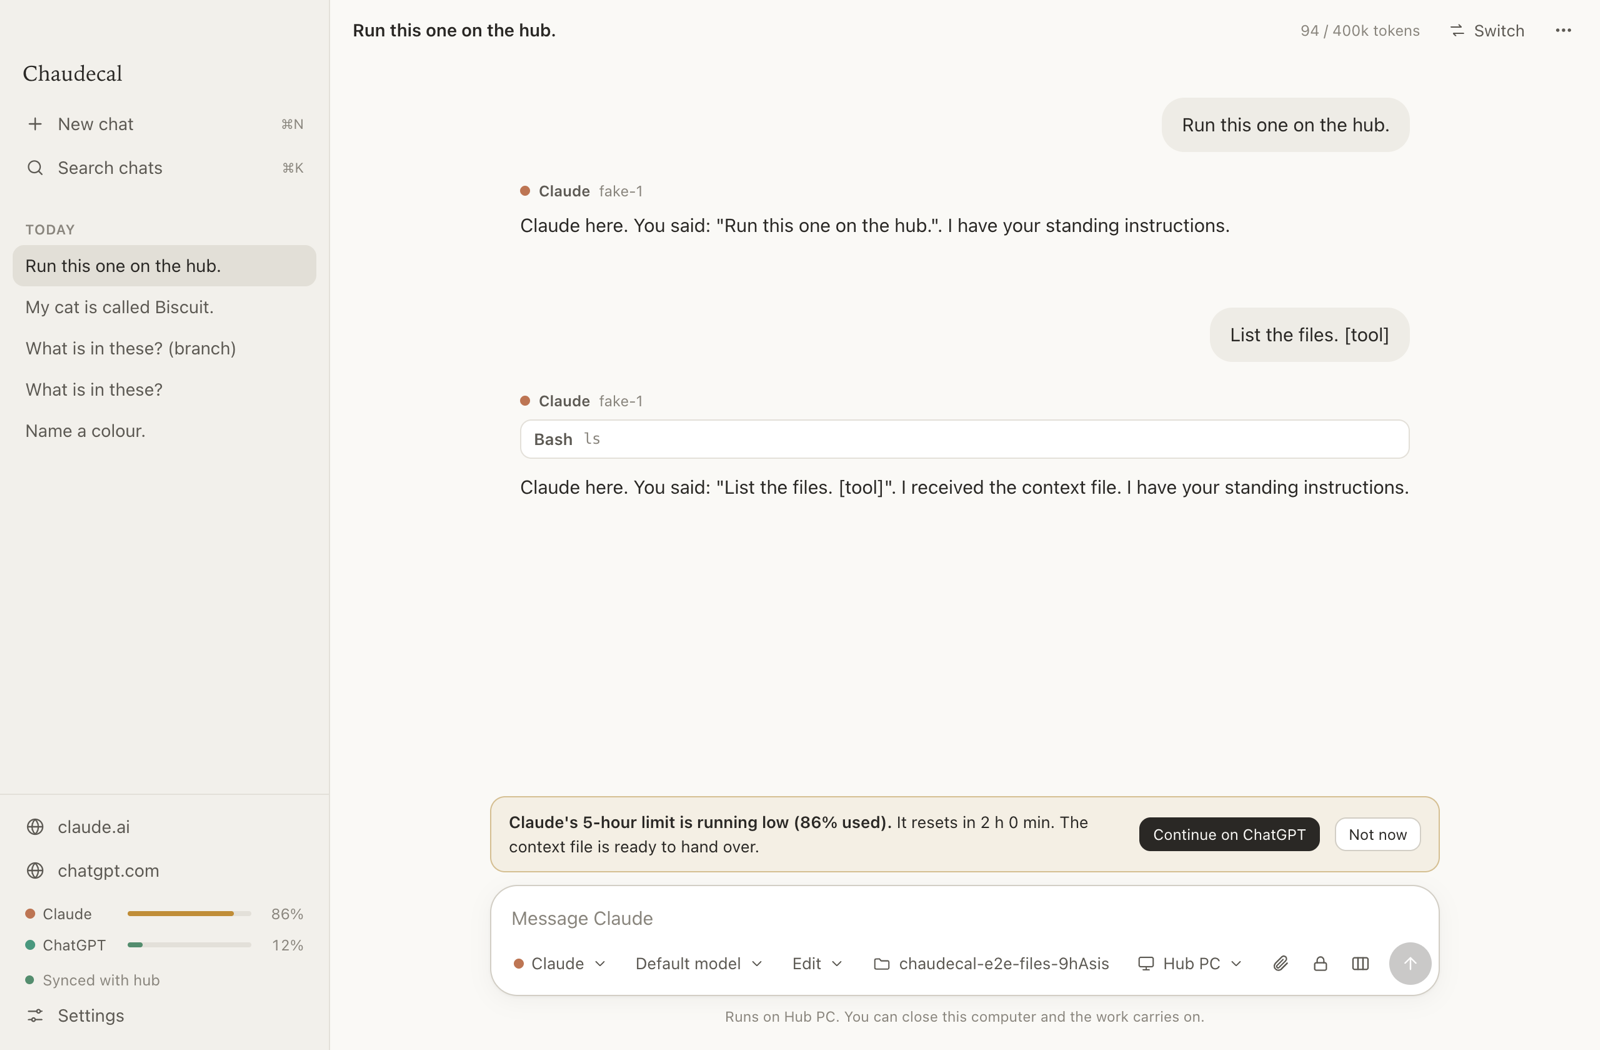 Chaudecal
New chat ⌘N
Search chats ⌘K
TODAY
Run this one on the hub.
My cat is called Biscuit.
What is in these? (branch)
What is in these?
Name a colour.
claude.ai
chatgpt.com
Claude 86%
ChatGPT 12%
Synced with hub
Settings
Run this one on the hub.
94 / 400k tokens
Switch
Run this one on the hub.
Claude fake-1
Claude here. You said: "Run this one on the hub.". I have your standing instructions.
List the files. [tool]
Claude fake-1
Bash ls
Claude here. You said: "List the files. [tool]". I received the context file. I have your standing instructions.
Claude's 5-hour limit is running low (86% used). It resets in 2 h 0 min. The
context file is ready to hand over.
Continue on ChatGPT
Not now
Message Claude
Claude Default model Edit chaudecal-e2e-files-9hAsis Hub PC
Runs on Hub PC. You can close this computer and the work carries on.